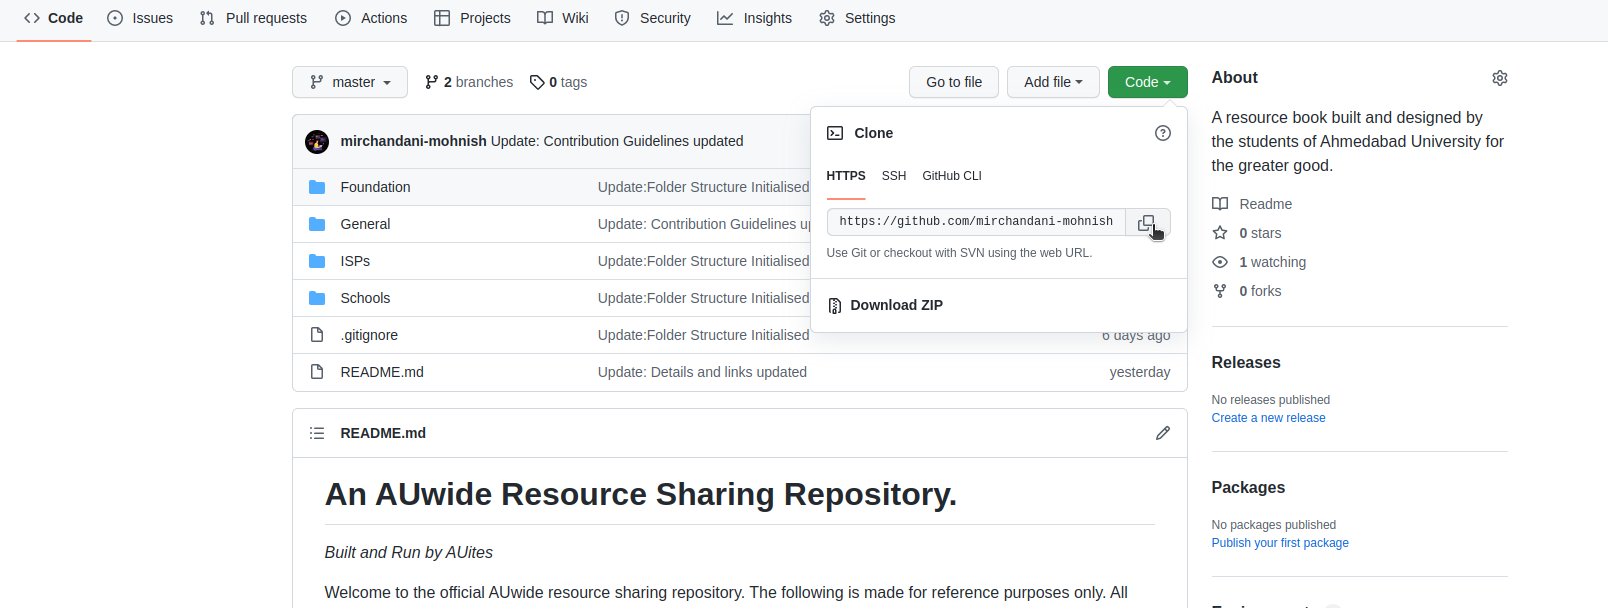 Code Issues Pull requests Actions Projects Wiki Security Insights Settings
master 2 branches 0 tags Go to file Add file Code
mirchandani-mohnish Update: Contribution Guidelines updated
Foundation Update:Folder Structure Initialised
General Update: Contribution Guidelines up
ISPs Update:Folder Structure Initialised
Schools Update:Folder Structure Initialised
.gitignore Update:Folder Structure Initialised 6 days ago
README.md Update: Details and links updated yesterday
Clone
HTTPS SSH GitHub CLI
https://github.com/mirchandani-mohnish
Use Git or checkout with SVN using the web URL.
Download ZIP
README.md
An AUwide Resource Sharing Repository.
Built and Run by AUites
Welcome to the official AUwide resource sharing repository. The following is made for reference purposes only. All
About
A resource book built and designed by
the students of Ahmedabad University for
the greater good.
Readme
0 stars
1 watching
0 forks
Releases
No releases published
Create a new release
Packages
No packages published
Publish your first package